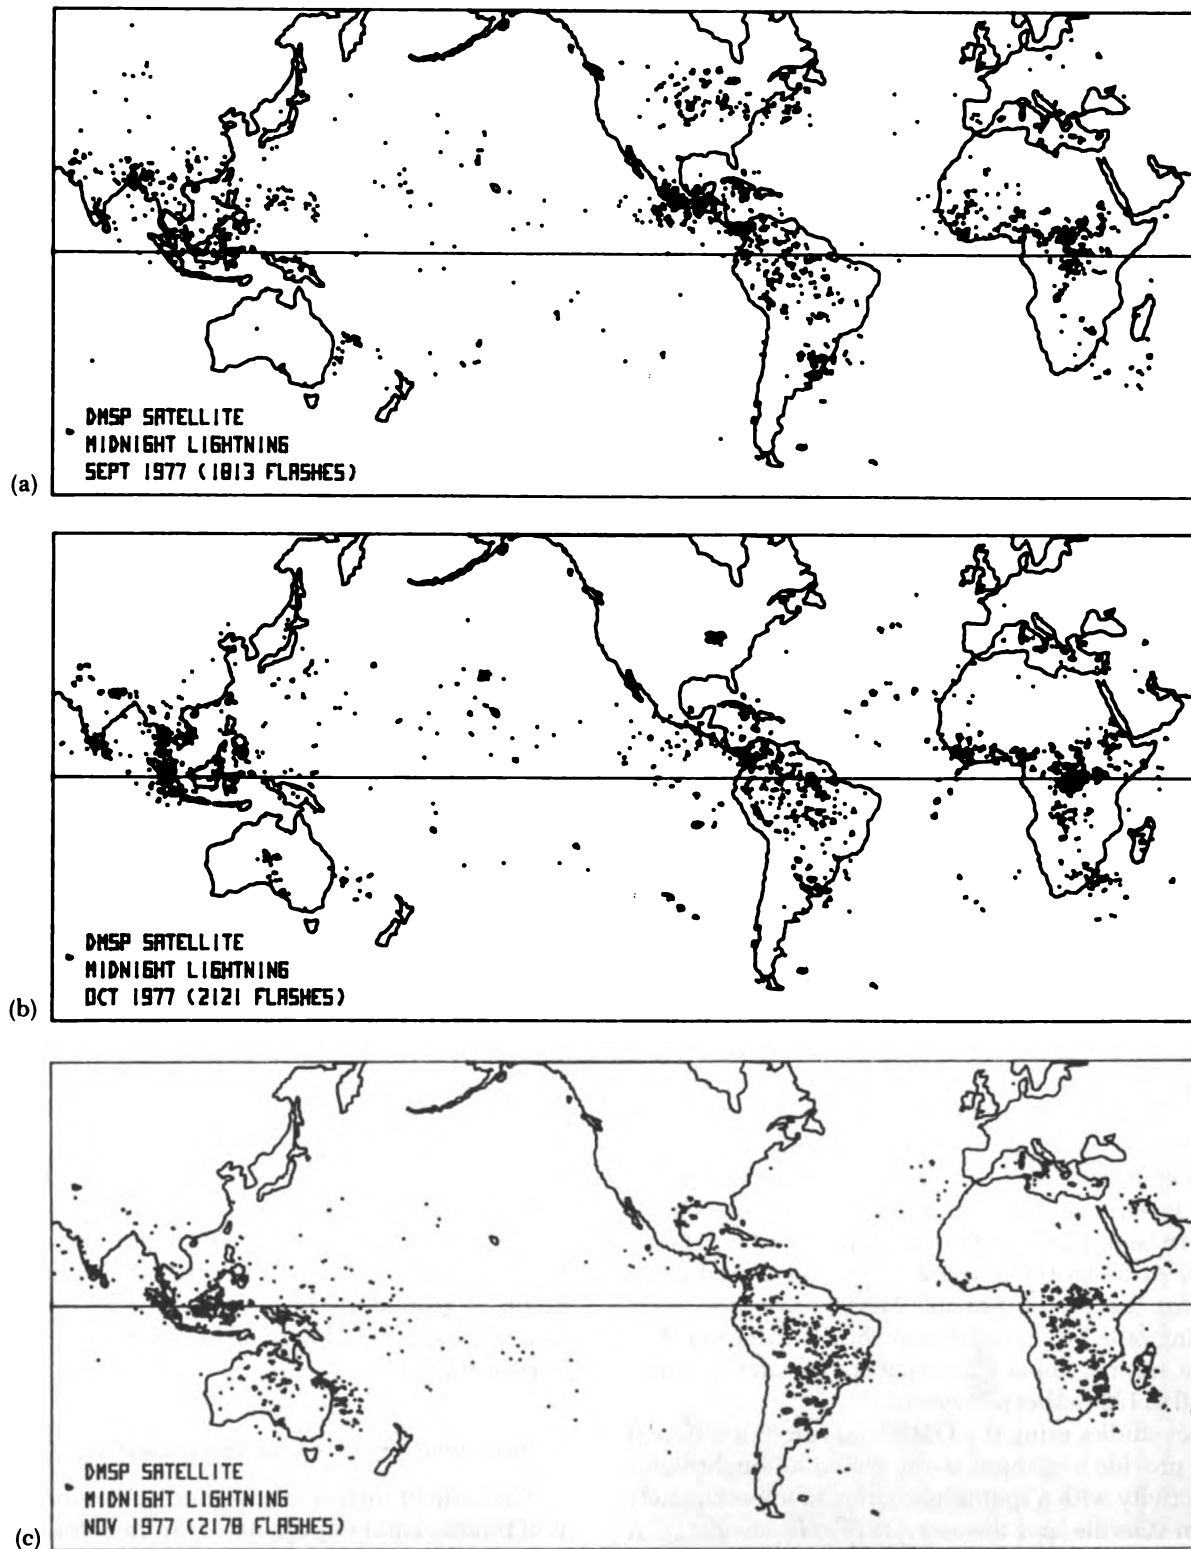 DMSP SATELLITE
MIDNIGHT LIGHTNING
SEPT 1977 (1813 FLASHES)
(a)
DMSP SATELLITE
MIDNIGHT LIGHTNING
OCT 1977 (2121 FLASHES)
(b)
DMSP SATELLITE
MIDNIGHT LIGHTNING
NOV 1977 (2178 FLASHES)
(c)